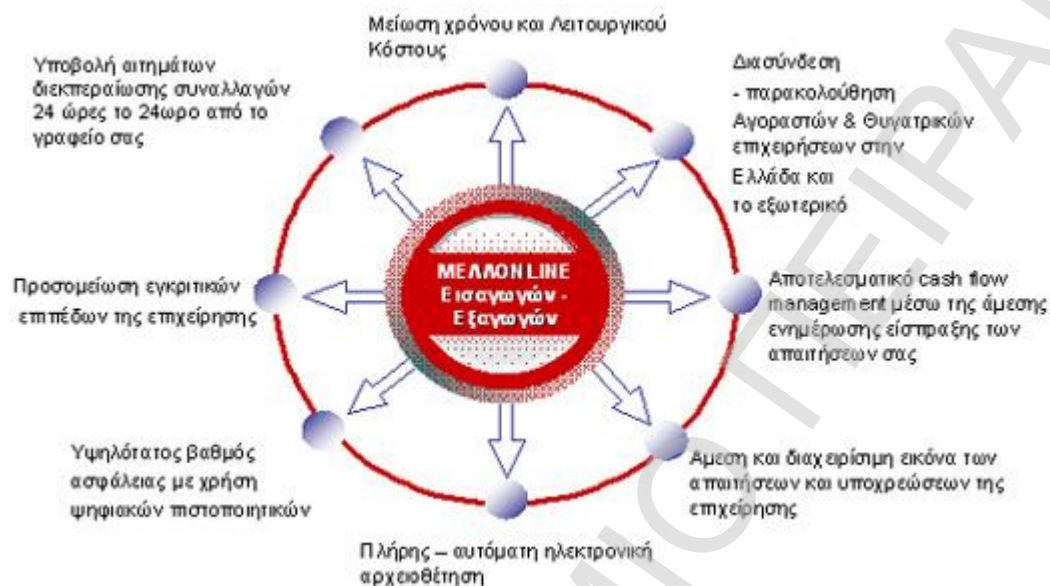 Μείωση χρόνου και Λειτουργικού
Κόστους
Διασύνδεση
- παρακολούθηση
Αγοραστών & Θυγατρικών
επιχειρήσεων στην
Ελλάδα και
το εξωτερικό
Αποτελεσματικό cash flow
management μέσω της άμεσης
ενημέρωσης είσπραξης των
απαιτήσεων σας
Άμεση και διαχειρίσιμη εικόνα των
απαιτήσεων και υποχρεώσεων της
επιχείρησης
Πλήρης – αυτόματη ηλεκτρονική
αρχειοθέτηση
Υψηλότατος βαθμός
ασφάλειας με χρήση
ψηφιακών πιστοποιητικών
Προσομείωση εγκριτικών
επιπέδων της επιχείρησης
Υποβολή αιτημάτων
διεκπεραίωσης συναλλαγών
24 ώρες το 24ωρο από το
γραφείο σας
ΜΕΛΛΟΝ LINE
Εισαγωγών -
Εξαγωγών